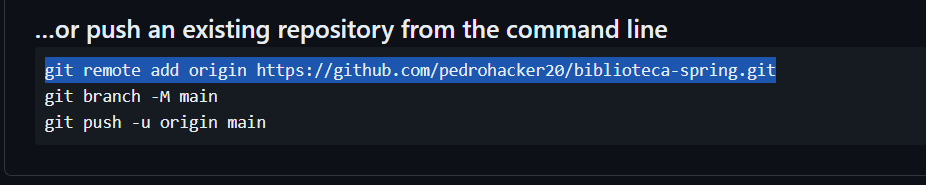 ...or push an existing repository from the command line
git remote add origin https://github.com/pedrohacker20/biblioteca-spring.git
git branch -M main
git push -u origin main